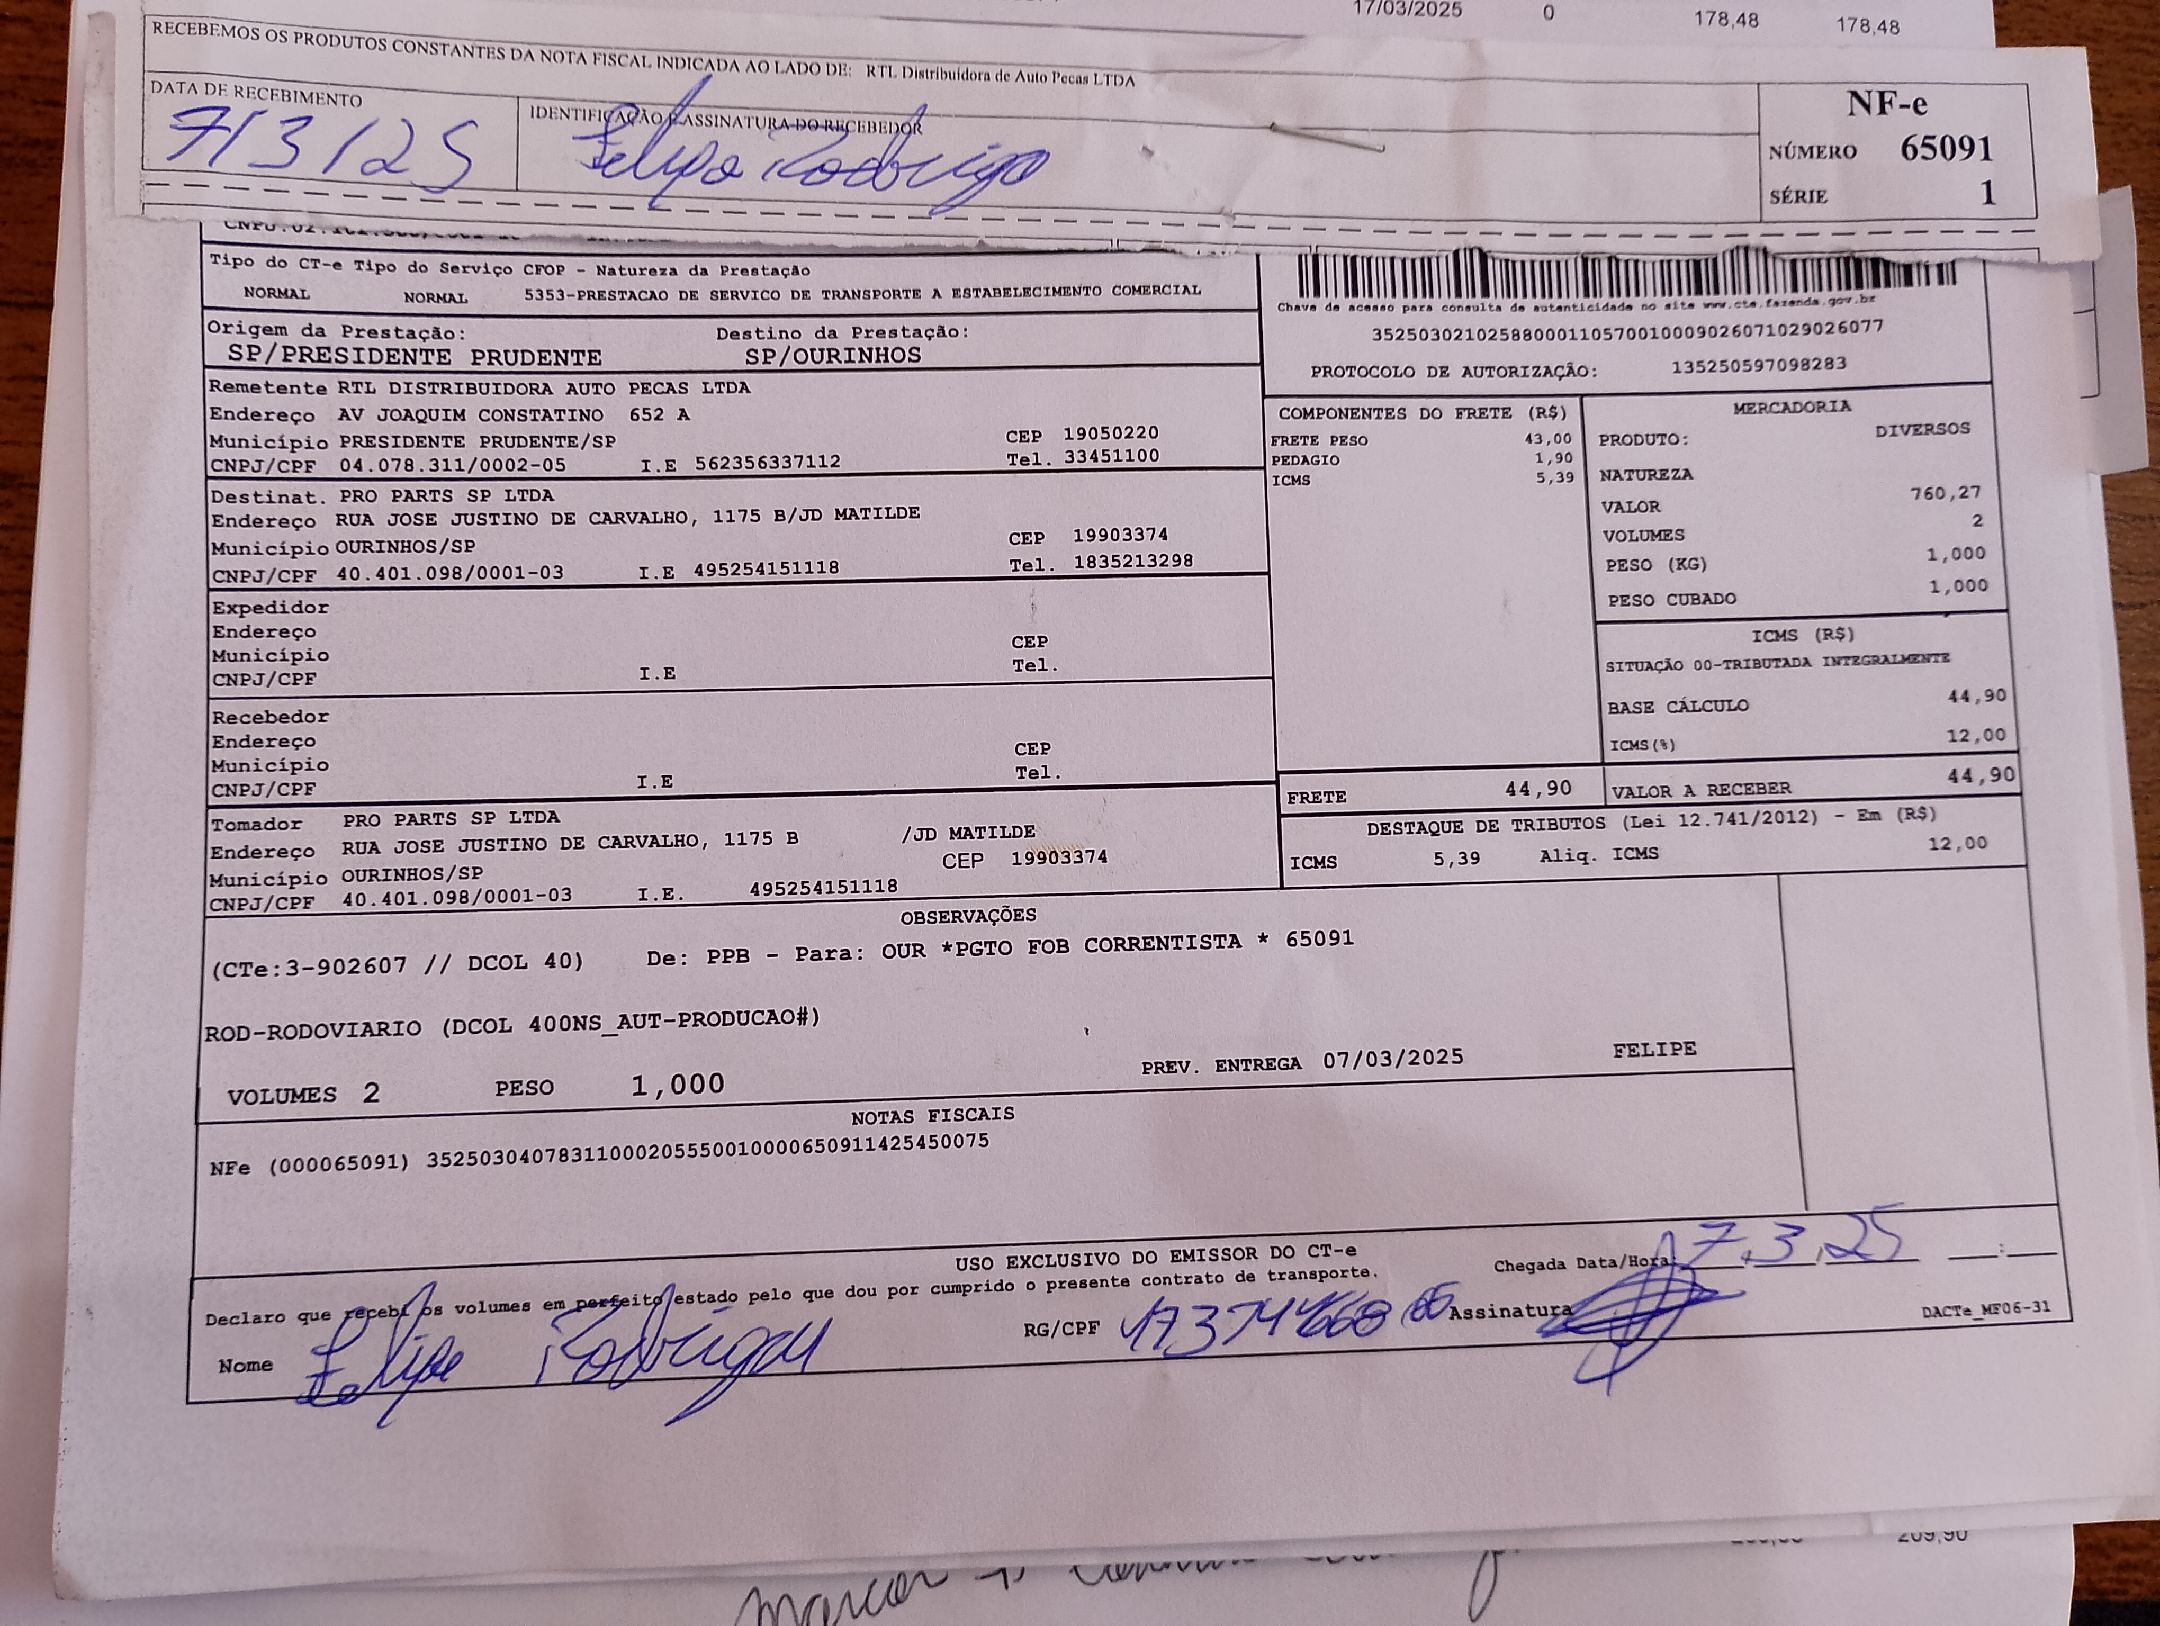 17/03/2025 0 178,48 178,48
RECEBEMOS OS PRODUTOS CONSTANTES DA NOTA FISCAL INDICADA AO LADO DE: RTL Distribuidora de Auto Pecas LTDA
DATA DE RECEBIMENTO
7/3/25
IDENTIFICAÇÃO E ASSINATURA DO RECEBEDOR
Felipe Rodrigo
NF-e
NÚMERO 65091
SÉRIE 1
Tipo do CT-e Tipo do Serviço CFOP - Natureza da Prestação
NORMAL NORMAL 5353-PRESTACAO DE SERVICO DE TRANSPORTE A ESTABELECIMENTO COMERCIAL
Origem da Prestação: Destino da Prestação:
SP/PRESIDENTE PRUDENTE SP/OURINHOS
Chave de acesso para consulta de autenticidade no site www.cte.fazenda.gov.br
35250302102588000110570010009026071029026077
PROTOCOLO DE AUTORIZAÇÃO: 135250597098283
Remetente RTL DISTRIBUIDORA AUTO PECAS LTDA
Endereço AV JOAQUIM CONSTATINO 652 A
Município PRESIDENTE PRUDENTE/SP CEP 19050220
CNPJ/CPF 04.078.311/0002-05 I.E 562356337112 Tel. 33451100
Destinat. PRO PARTS SP LTDA
Endereço RUA JOSE JUSTINO DE CARVALHO, 1175 B/JD MATILDE
Município OURINHOS/SP CEP 19903374
CNPJ/CPF 40.401.098/0001-03 I.E 495254151118 Tel. 1835213298
Expedidor
Endereço
Município CEP
CNPJ/CPF I.E Tel.
Recebedor
Endereço
Município CEP
CNPJ/CPF I.E Tel.
Tomador PRO PARTS SP LTDA
Endereço RUA JOSE JUSTINO DE CARVALHO, 1175 B /JD MATILDE
Município OURINHOS/SP CEP 19903374
CNPJ/CPF 40.401.098/0001-03 I.E. 495254151118
COMPONENTES DO FRETE (R$)
FRETE PESO 43,00
PEDAGIO 1,90
ICMS 5,39
MERCADORIA
PRODUTO: DIVERSOS
NATUREZA
VALOR 760,27
VOLUMES 2
PESO (KG) 1,000
PESO CUBADO 1,000
ICMS (R$)
SITUAÇÃO 00-TRIBUTADA INTEGRALMENTE
BASE CÁLCULO 44,90
ICMS(%) 12,00
FRETE 44,90 VALOR A RECEBER 44,90
DESTAQUE DE TRIBUTOS (Lei 12.741/2012) - Em (R$)
ICMS 5,39 Aliq. ICMS 12,00
OBSERVAÇÕES
(CTe:3-902607 // DCOL 40) De: PPB - Para: OUR *PGTO FOB CORRENTISTA * 65091
ROD-RODOVIARIO (DCOL 400NS_AUT-PRODUCAO#)
VOLUMES 2 PESO 1,000 PREV. ENTREGA 07/03/2025 FELIPE
NOTAS FISCAIS
NFe (000065091) 35250304078311000205550010000650911425450075
USO EXCLUSIVO DO EMISSOR DO CT-e
Declaro que recebi os volumes em perfeito estado pelo que dou por cumprido o presente contrato de transporte.
Chegada Data/Hora: 7.3.25 :
Nome Felipe Rodrigo
RG/CPF
Assinatura
DACTe_MF06-31
209,90